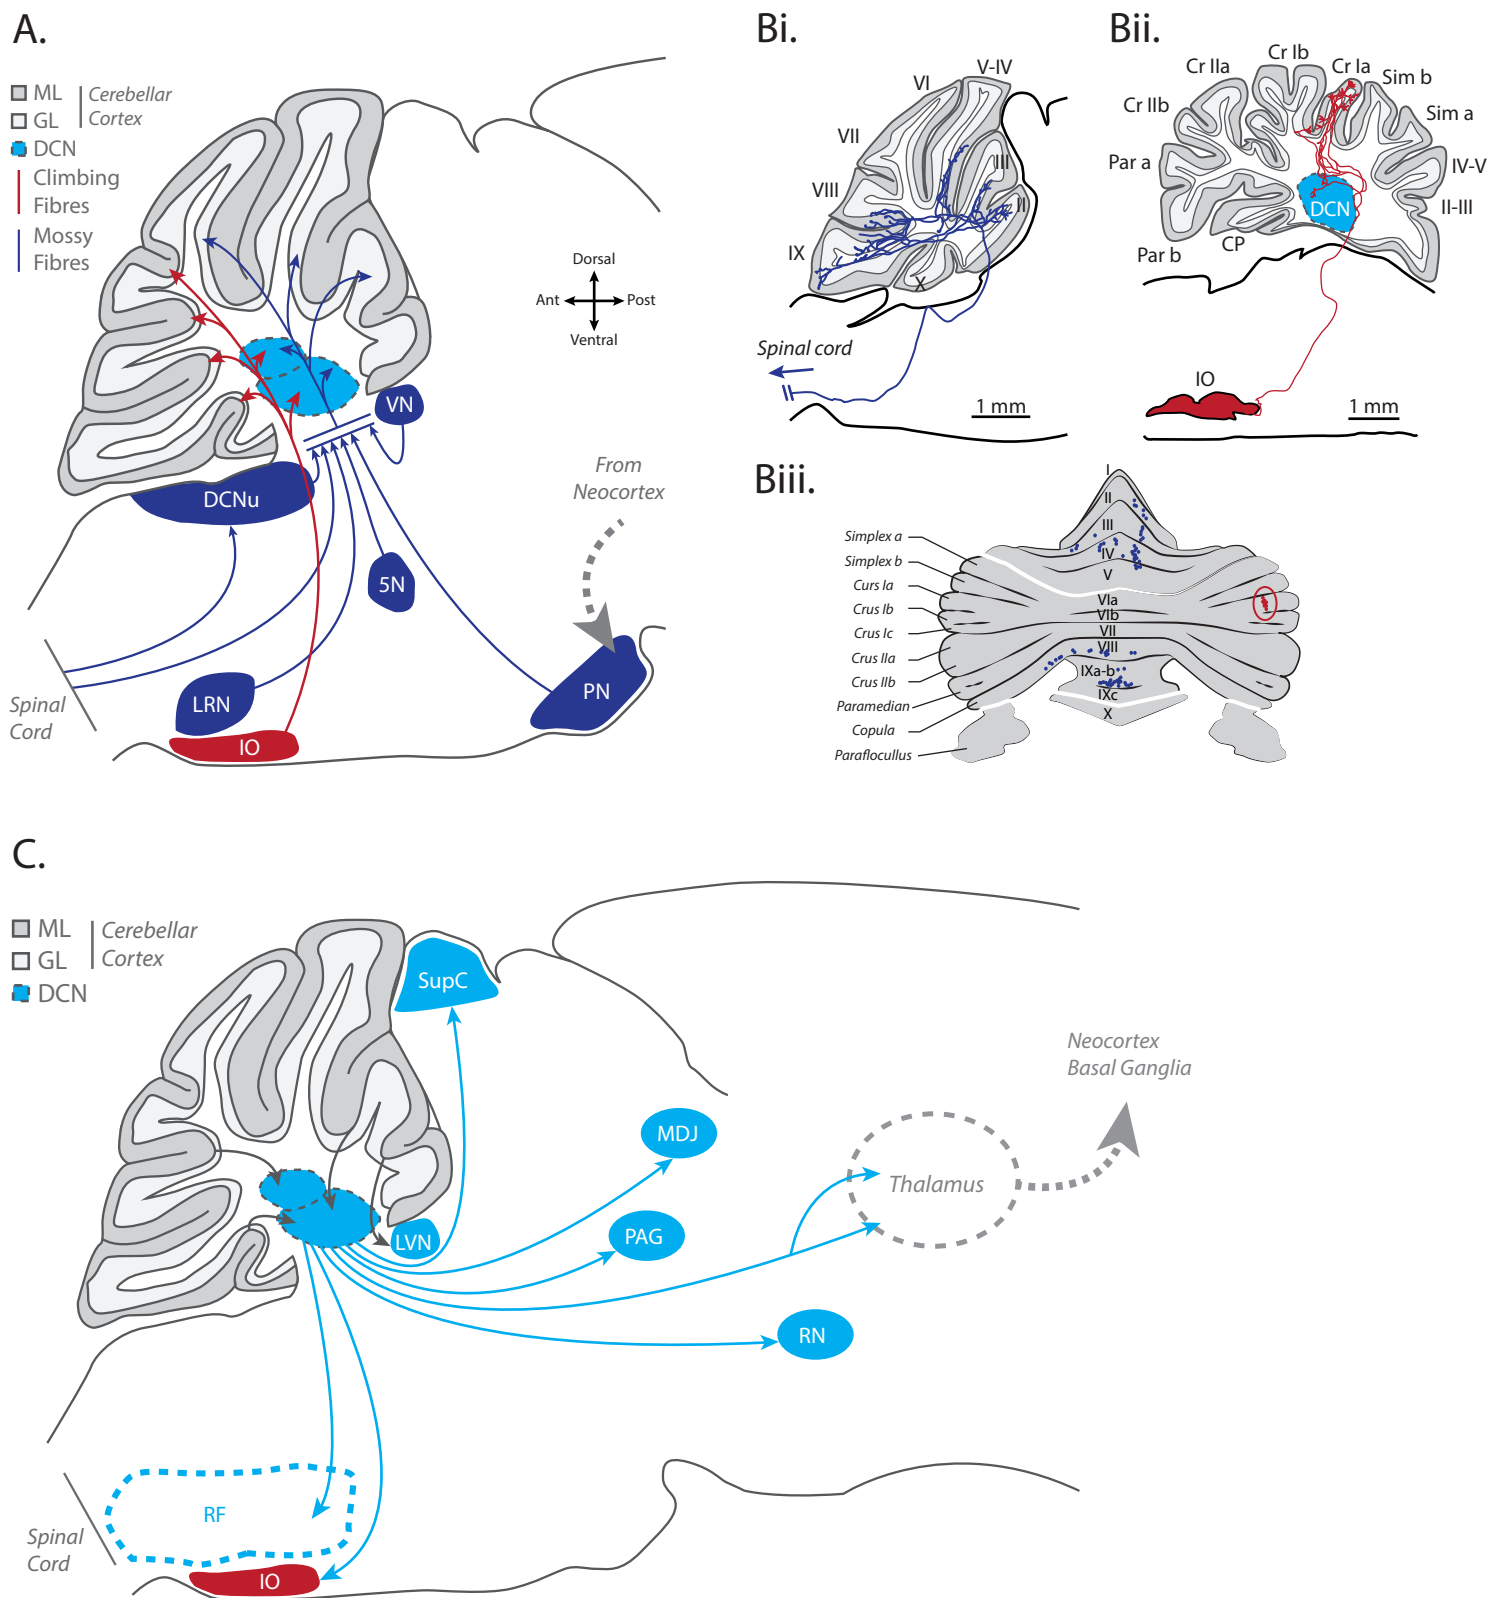 A.
ML
GL
Cerebellar
Cortex
DCN
Climbing
Fibres
Mossy
Fibres
Dorsal
Ant
Post
Ventral
VN
DCNu
5N
From
Neocortex
LRN
IO
PN
Spinal
Cord
Bi.
V-IV
VI
VII
VIII
III
II
IX
X
Spinal cord
1 mm
Bii.
Cr Ib
Cr IIa
Cr Ia
Sim b
Cr IIb
Sim a
Par a
IV-V
DCN
II-III
CP
Par b
IO
1 mm
Biii.
I
II
III
IV
V
VIa
VIb
VII
VIII
IXa-b
IXc
X
Simplex a
Simplex b
Curs Ia
Crus Ib
Crus Ic
Crus IIa
Crus IIb
Paramedian
Copula
Paraflocullus
C.
ML
GL
Cerebellar
Cortex
DCN
SupC
Neocortex
Basal Ganglia
MDJ
Thalamus
PAG
LVN
RN
RF
Spinal
Cord
IO